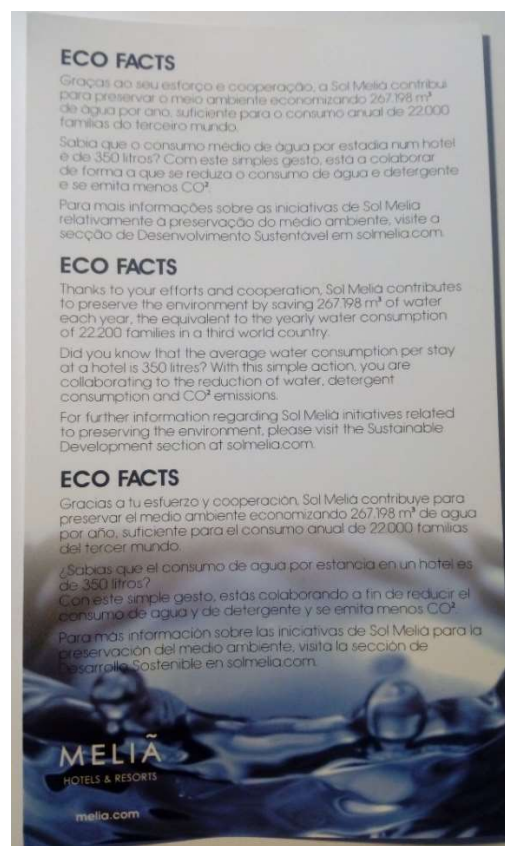 ECO FACTS
Graças ao seu esforço e cooperação, a Sol Meliá contribui
para preservar o meio ambiente economizando 267.198 m³
de água por ano, suficiente para o consumo anual de 22.000
famílias do terceiro mundo.
Sabia que o consumo médio de água por estadia num hotel
é de 350 litros? Com este simples gesto, está a colaborar
de forma a que se reduza o consumo de água e detergente
e se emita menos CO².
Para mais informações sobre as iniciativas de Sol Meliá
relativamente à preservação do médio ambiente, visite a
secção de Desenvolvimento Sustentável em solmelia.com.
ECO FACTS
Thanks to your efforts and cooperation, Sol Meliá contributes
to preserve the environment by saving 267.198 m³ of water
each year, the equivalent to the yearly water consumption
of 22.200 families in a third world country.
Did you know that the average water consumption per stay
at a hotel is 350 litres? With this simple action, you are
collaborating to the reduction of water, detergent
consumption and CO² emissions.
For further information regarding Sol Meliá initiatives related
to preserving the environment, please visit the Sustainable
Development section at solmelia.com.
ECO FACTS
Gracias a tu esfuerzo y cooperación, Sol Meliá contribuye para
preservar el medio ambiente economizando 267.198 m³ de agua
por año, suficiente para el consumo anual de 22.000 familias
del tercer mundo.
¿Sabías que el consumo de agua por estancia en un hotel es
de 350 litros?
Con este simple gesto, estás colaborando a fin de reducir el
consumo de agua y de detergente y se emita menos CO².
Para más información sobre las iniciativas de Sol Meliá para la
preservación del medio ambiente, visita la sección de
Desarrollo Sostenible en solmelia.com.
MELIÃ
HOTELS & RESORTS
melia.com